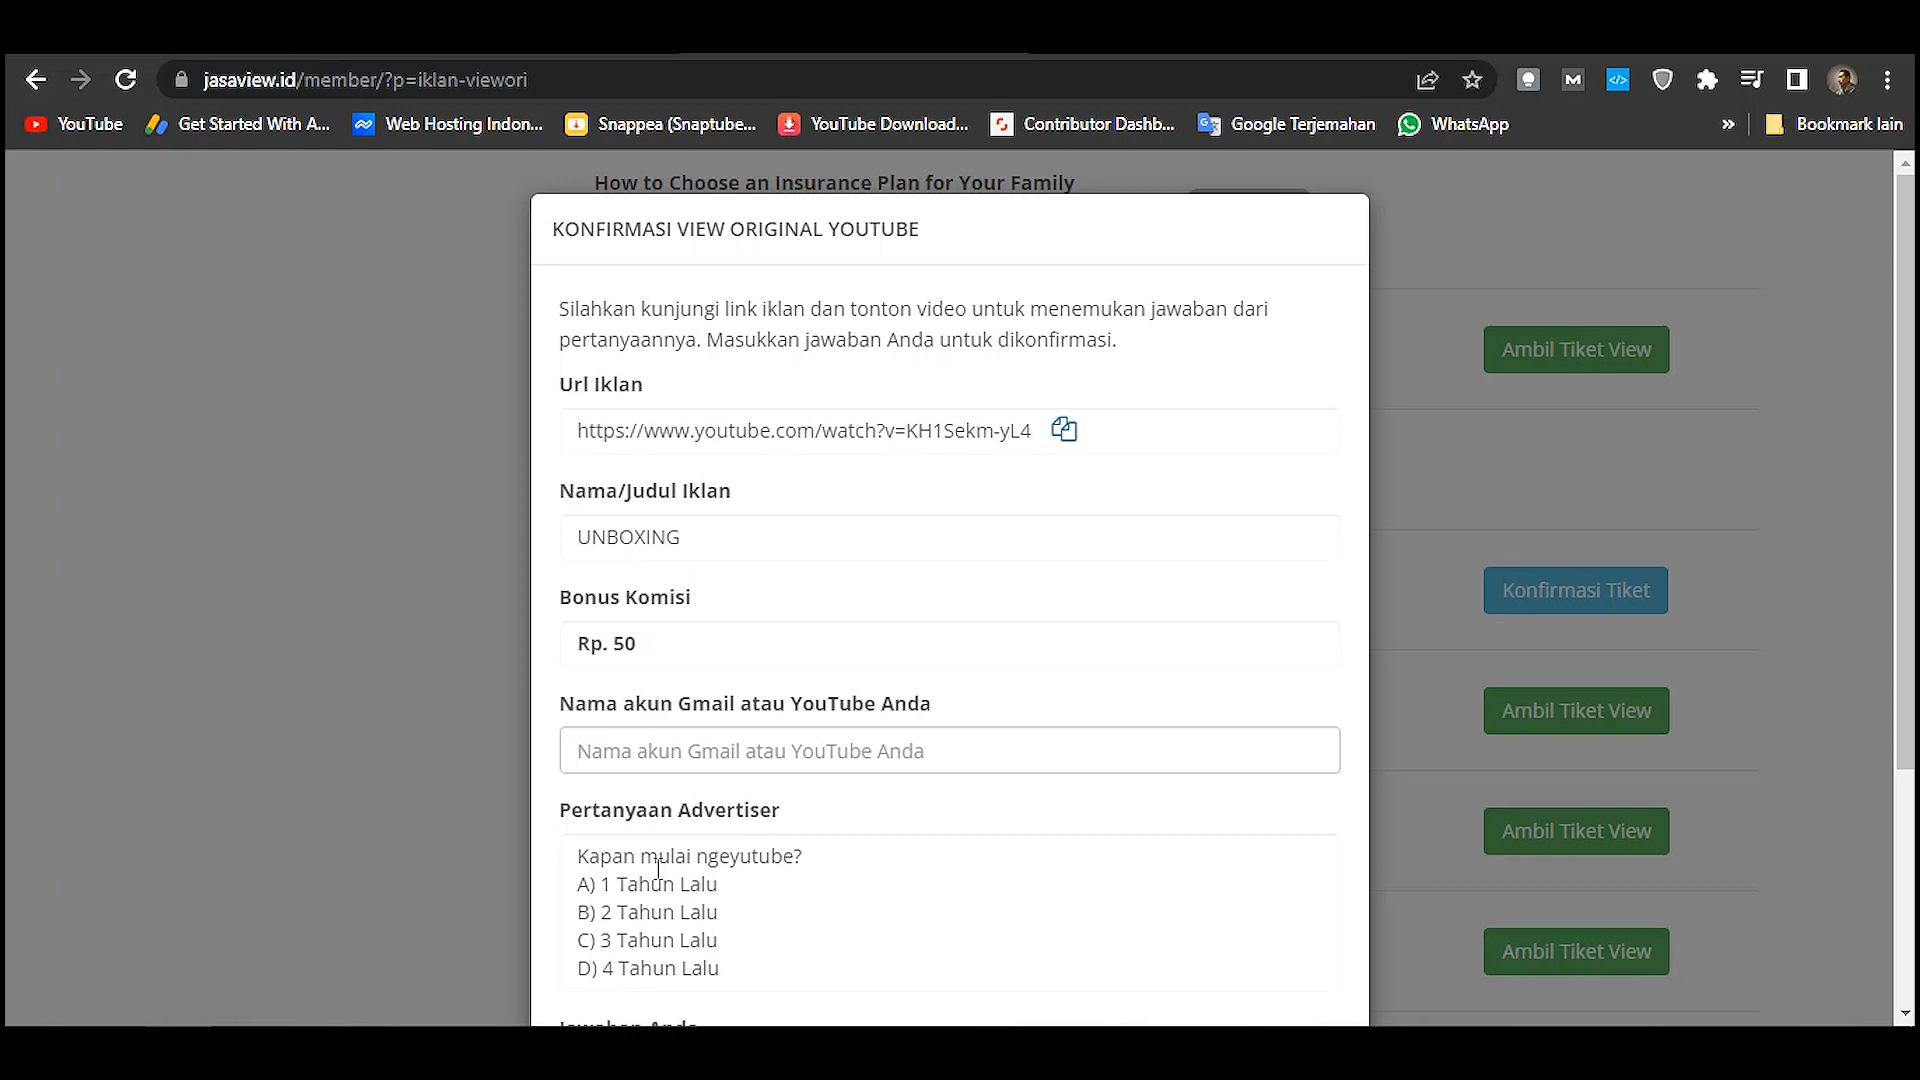 jasaview.id/member/?p=iklan-viewori
YouTube
Get Started With A...
Web Hosting Indon...
Snappea (Snaptube...
YouTube Download...
Contributor Dashb...
Google Terjemahan
WhatsApp
»
Bookmark lain
How to Choose an Insurance Plan for Your Family
KONFIRMASI VIEW ORIGINAL YOUTUBE
Silahkan kunjungi link iklan dan tonton video untuk menemukan jawaban dari
pertanyaannya. Masukkan jawaban Anda untuk dikonfirmasi.
Url Iklan
https://www.youtube.com/watch?v=KH1Sekm-yL4
Nama/Judul Iklan
UNBOXING
Bonus Komisi
Rp. 50
Nama akun Gmail atau YouTube Anda
Nama akun Gmail atau YouTube Anda
Pertanyaan Advertiser
Kapan mulai ngeyutube?
A) 1 Tahun Lalu
B) 2 Tahun Lalu
C) 3 Tahun Lalu
D) 4 Tahun Lalu
Ambil Tiket View
Konfirmasi Tiket
Ambil Tiket View
Ambil Tiket View
Ambil Tiket View